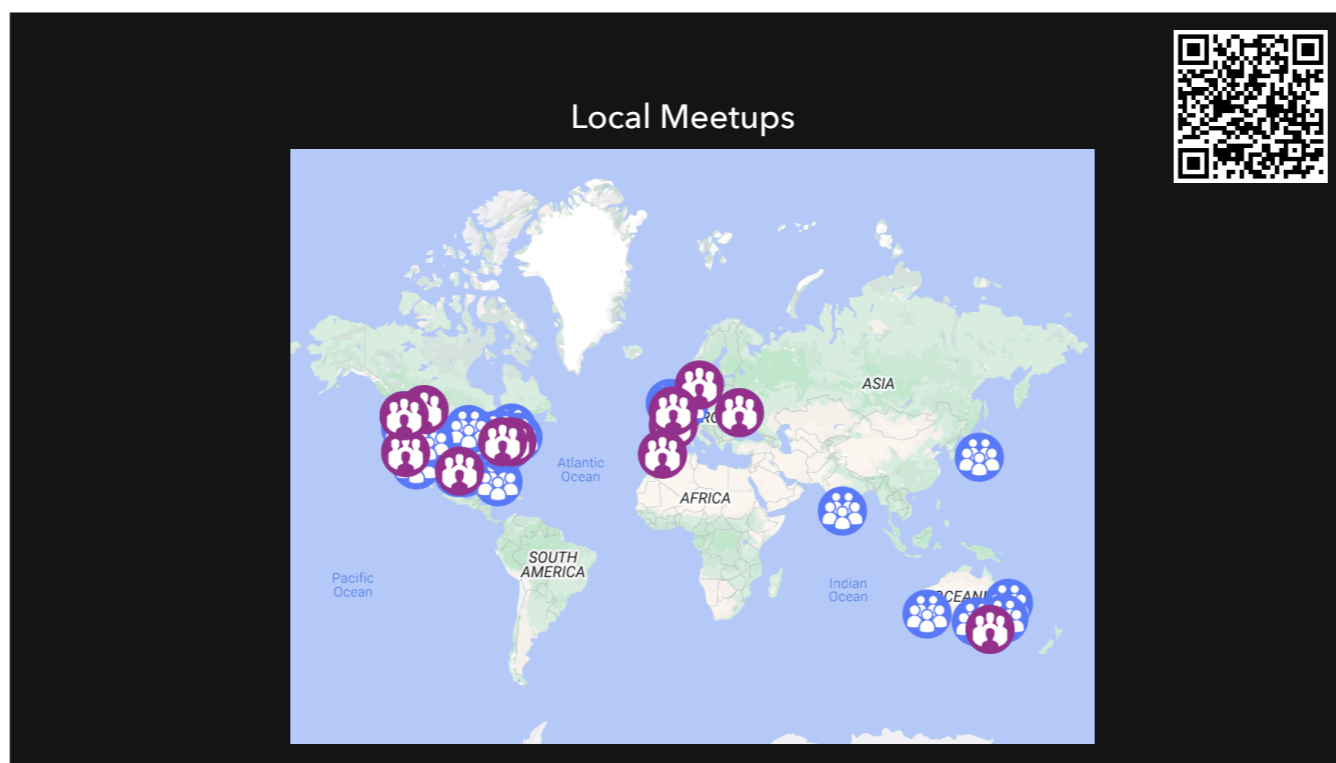 Local Meetups
ASIA
Atlantic
Ocean
AFRICA
SOUTH
AMERICA
Pacific
Ocean
Indian
Ocean